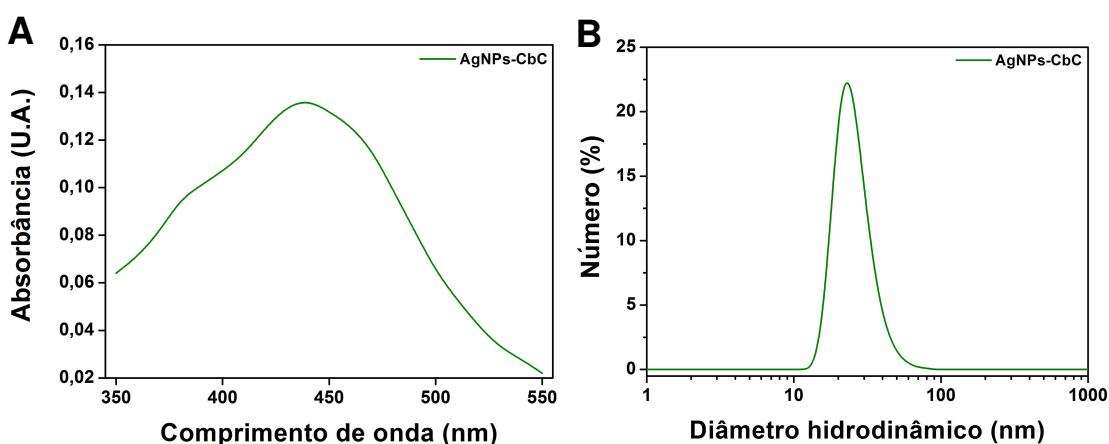 A
0,16
0,14
0,12
0,10
0,08
0,06
0,04
0,02
Absorbância (U.A.)
AgNPs-CbC
350
400
450
500
550
Comprimento de onda (nm)
B
25
20
15
10
5
0
Número (%)
AgNPs-CbC
1
10
100
1000
Diâmetro hidrodinâmico (nm)